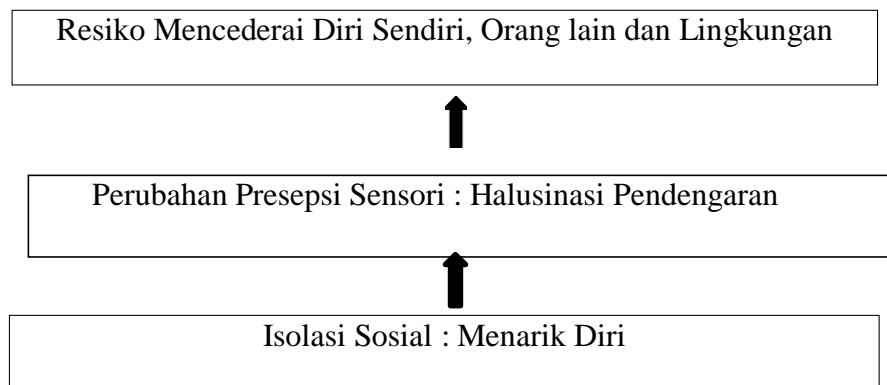 Resiko Mencederai Diri Sendiri, Orang lain dan Lingkungan
Perubahan Presepsi Sensori : Halusinasi Pendengaran
Isolasi Sosial : Menarik Diri